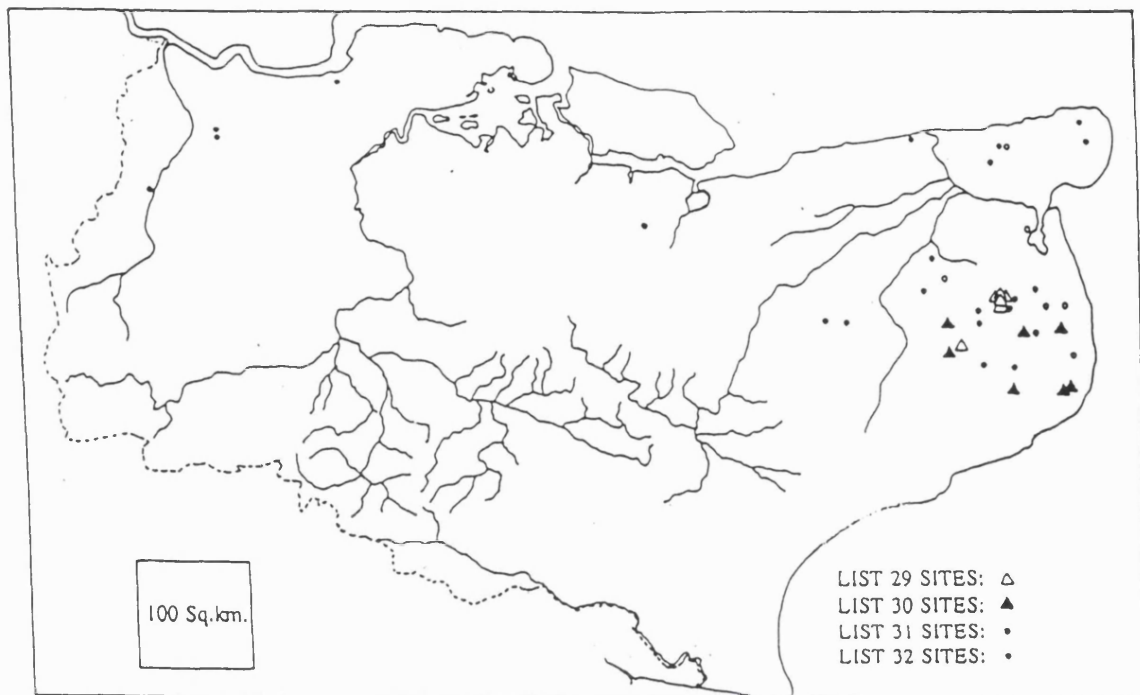 100 Sq.km.
LIST 29 SITES: △
LIST 30 SITES: ▲
LIST 31 SITES: •
LIST 32 SITES: •